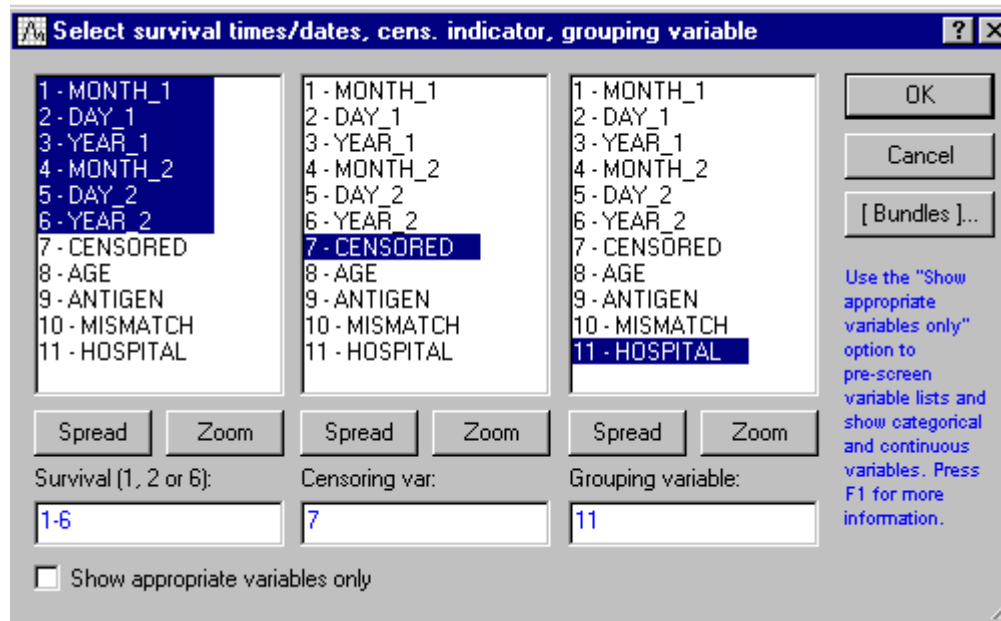 Select survival times/dates, cens. indicator, grouping variable
1 - MONTH_1
2 - DAY_1
3 - YEAR_1
4 - MONTH_2
5 - DAY_2
6 - YEAR_2
7 - CENSORED
8 - AGE
9 - ANTIGEN
10 - MISMATCH
11 - HOSPITAL
Spread Zoom
Survival (1, 2 or 6):
1-6
1 - MONTH_1
2 - DAY_1
3 - YEAR_1
4 - MONTH_2
5 - DAY_2
6 - YEAR_2
7 - CENSORED
8 - AGE
9 - ANTIGEN
10 - MISMATCH
11 - HOSPITAL
Spread Zoom
Censoring var:
7
1 - MONTH_1
2 - DAY_1
3 - YEAR_1
4 - MONTH_2
5 - DAY_2
6 - YEAR_2
7 - CENSORED
8 - AGE
9 - ANTIGEN
10 - MISMATCH
11 - HOSPITAL
Spread Zoom
Grouping variable:
11
OK
Cancel
[ Bundles ]...
Use the "Show
appropriate
variables only"
option to
pre-screen
variable lists and
show categorical
and continuous
variables. Press
F1 for more
information.
Show appropriate variables only